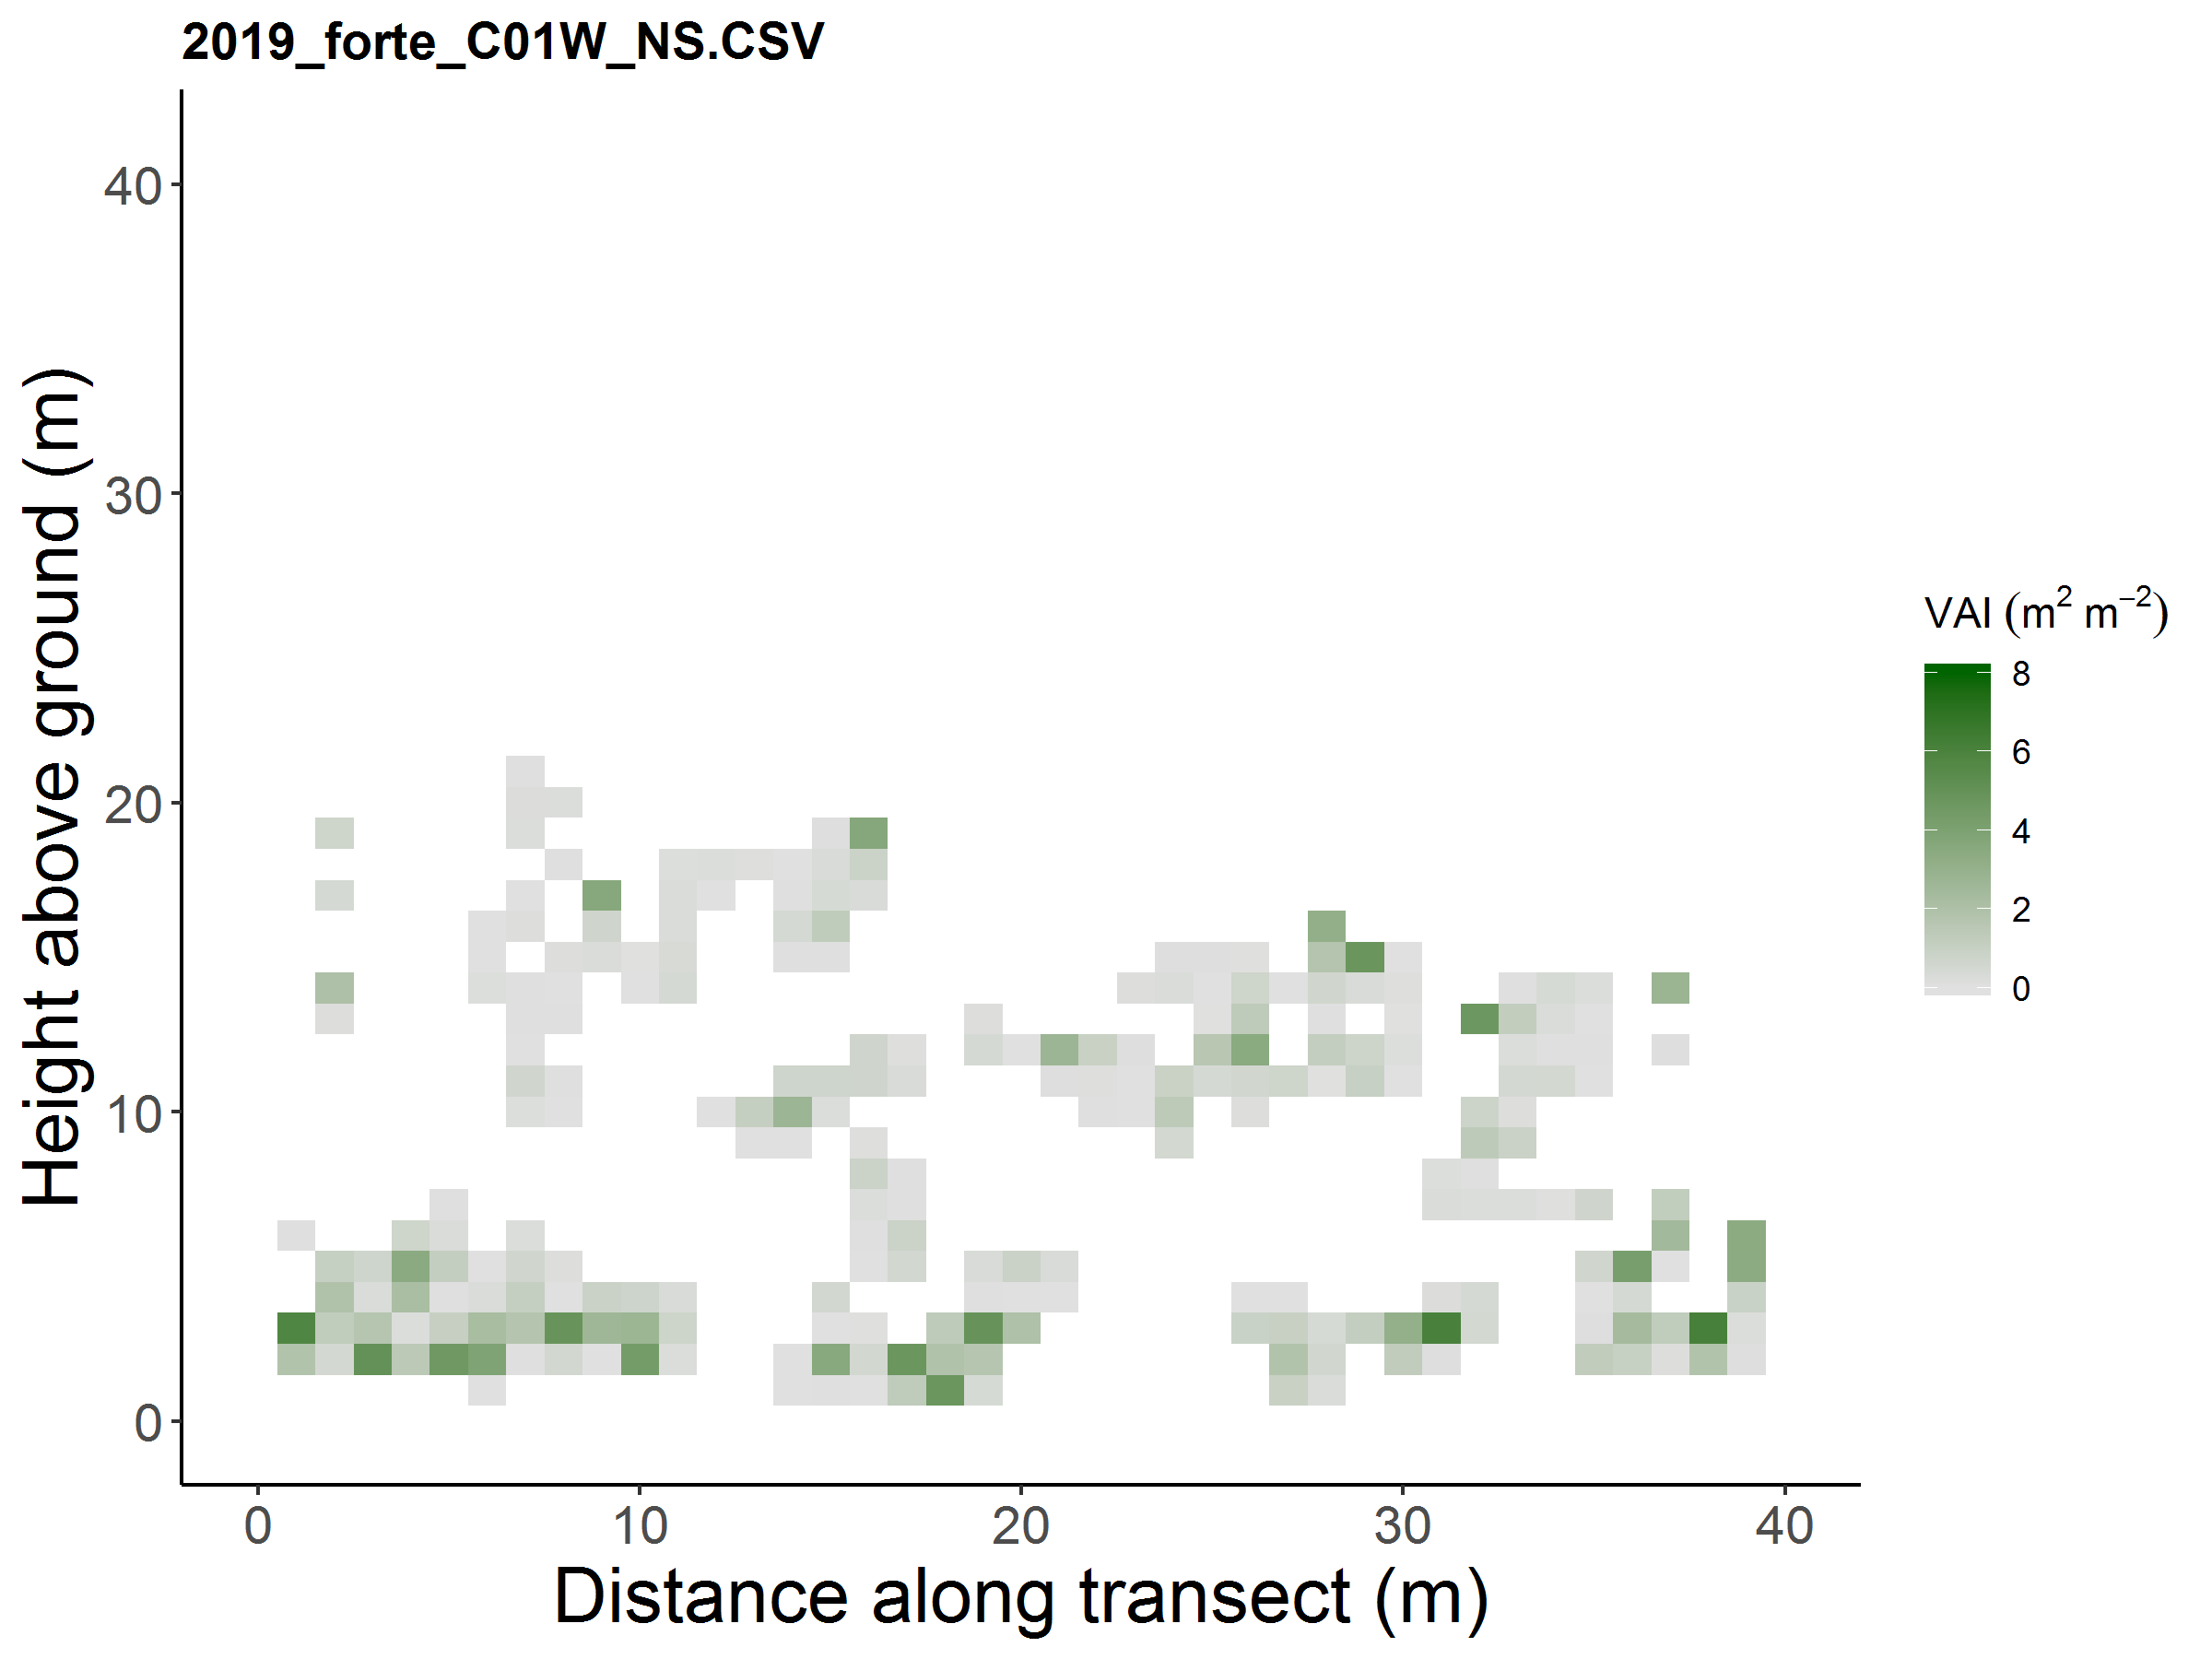 2019_forte_C01W_NS.CSV
Height above ground (m)
40
30
20
10
0
0 10 20 30 40
Distance along transect (m)
VAI (m² m⁻²)
8
6
4
2
0